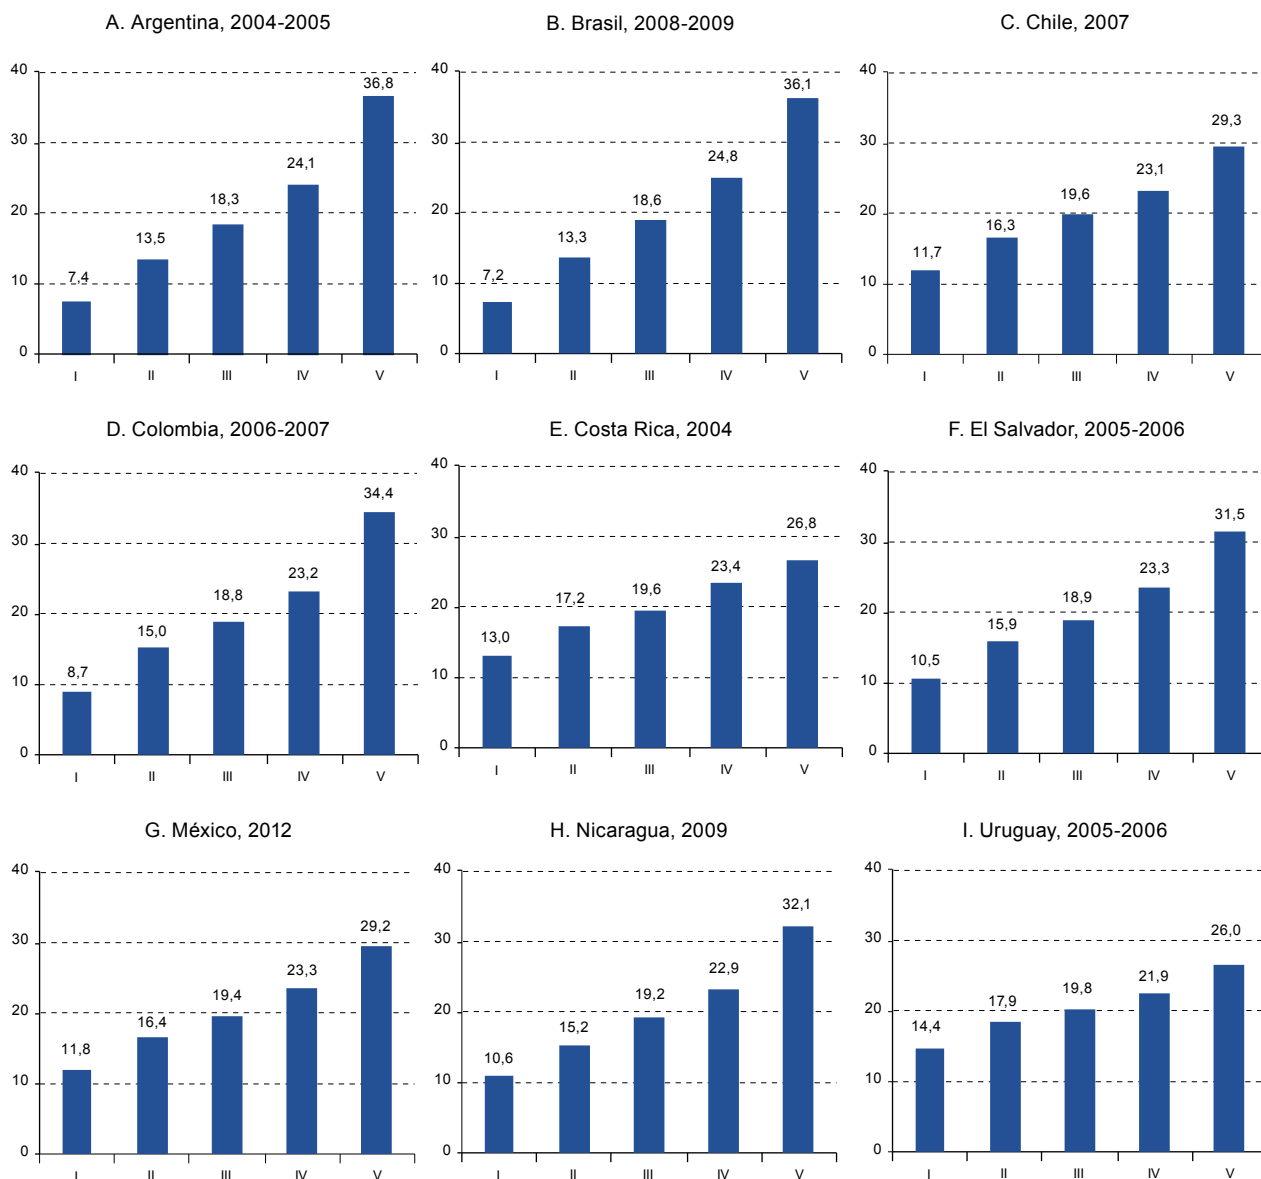 A. Argentina, 2004-2005
40
30
20
10
0
7,4
13,5
18,3
24,1
36,8
I
II
III
IV
V
B. Brasil, 2008-2009
40
30
20
10
0
7,2
13,3
18,6
24,8
36,1
I
II
III
IV
V
C. Chile, 2007
40
30
20
10
0
11,7
16,3
19,6
23,1
29,3
I
II
III
IV
V
D. Colombia, 2006-2007
40
30
20
10
0
8,7
15,0
18,8
23,2
34,4
I
II
III
IV
V
E. Costa Rica, 2004
40
30
20
10
0
13,0
17,2
19,6
23,4
26,8
I
II
III
IV
V
F. El Salvador, 2005-2006
40
30
20
10
0
10,5
15,9
18,9
23,3
31,5
I
II
III
IV
V
G. México, 2012
40
30
20
10
0
11,8
16,4
19,4
23,3
29,2
I
II
III
IV
V
H. Nicaragua, 2009
40
30
20
10
0
10,6
15,2
19,2
22,9
32,1
I
II
III
IV
V
I. Uruguay, 2005-2006
40
30
20
10
0
14,4
17,9
19,8
21,9
26,0
I
II
III
IV
V